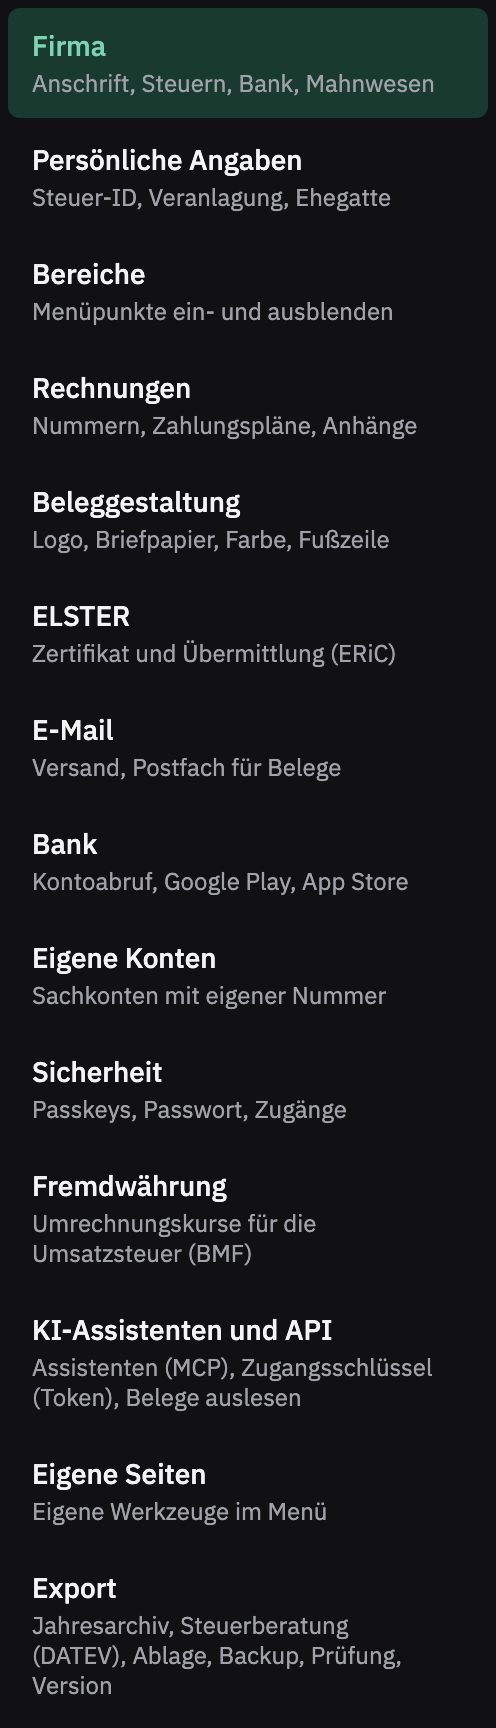 Firma
Anschrift, Steuern, Bank, Mahnwesen
Persönliche Angaben
Steuer-ID, Veranlagung, Ehegatte
Bereiche
Menüpunkte ein- und ausblenden
Rechnungen
Nummern, Zahlungspläne, Anhänge
Beleggestaltung
Logo, Briefpapier, Farbe, Fußzeile
ELSTER
Zertifikat und Übermittlung (ERiC)
E-Mail
Versand, Postfach für Belege
Bank
Kontoabruf, Google Play, App Store
Eigene Konten
Sachkonten mit eigener Nummer
Sicherheit
Passkeys, Passwort, Zugänge
Fremdwährung
Umrechnungskurse für die
Umsatzsteuer (BMF)
KI-Assistenten und API
Assistenten (MCP), Zugangsschlüssel
(Token), Belege auslesen
Eigene Seiten
Eigene Werkzeuge im Menü
Export
Jahresarchiv, Steuerberatung
(DATEV), Ablage, Backup, Prüfung,
Version